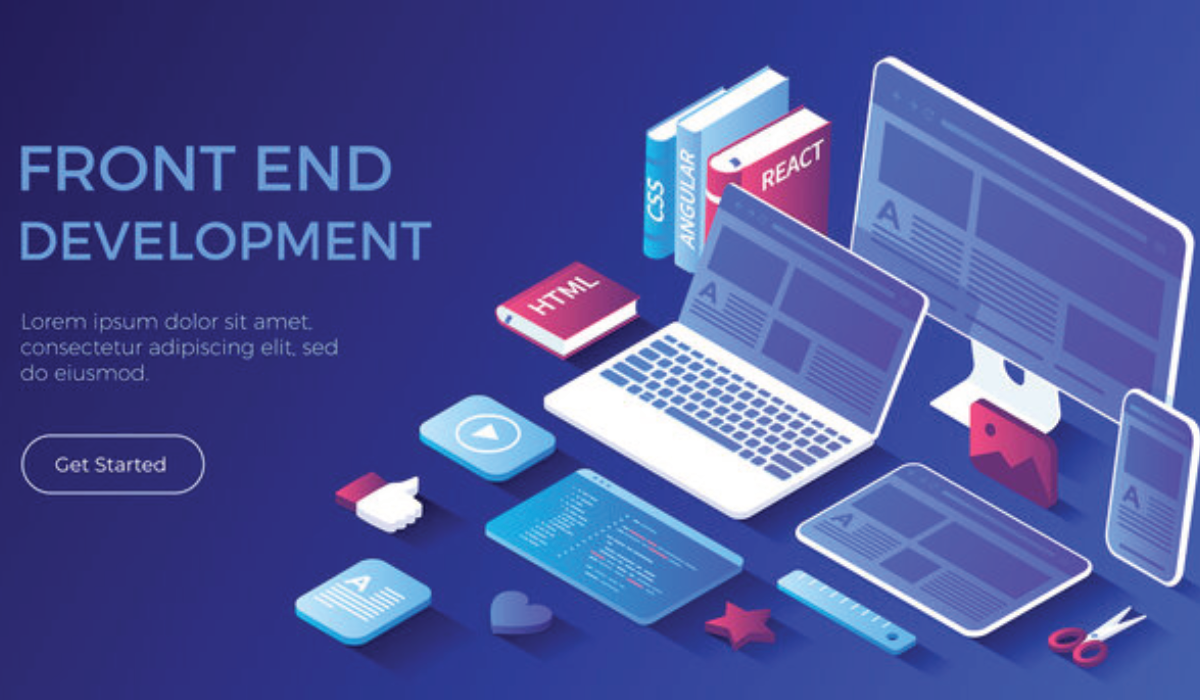 FRONT END
DEVELOPMENT
Lorem ipsum dolor sit amet,
consectetur adipiscing elit, sed
do eiusmod.
Get Started
CSS
ANGULAR
REACT
HTML
A
A
A
A
A